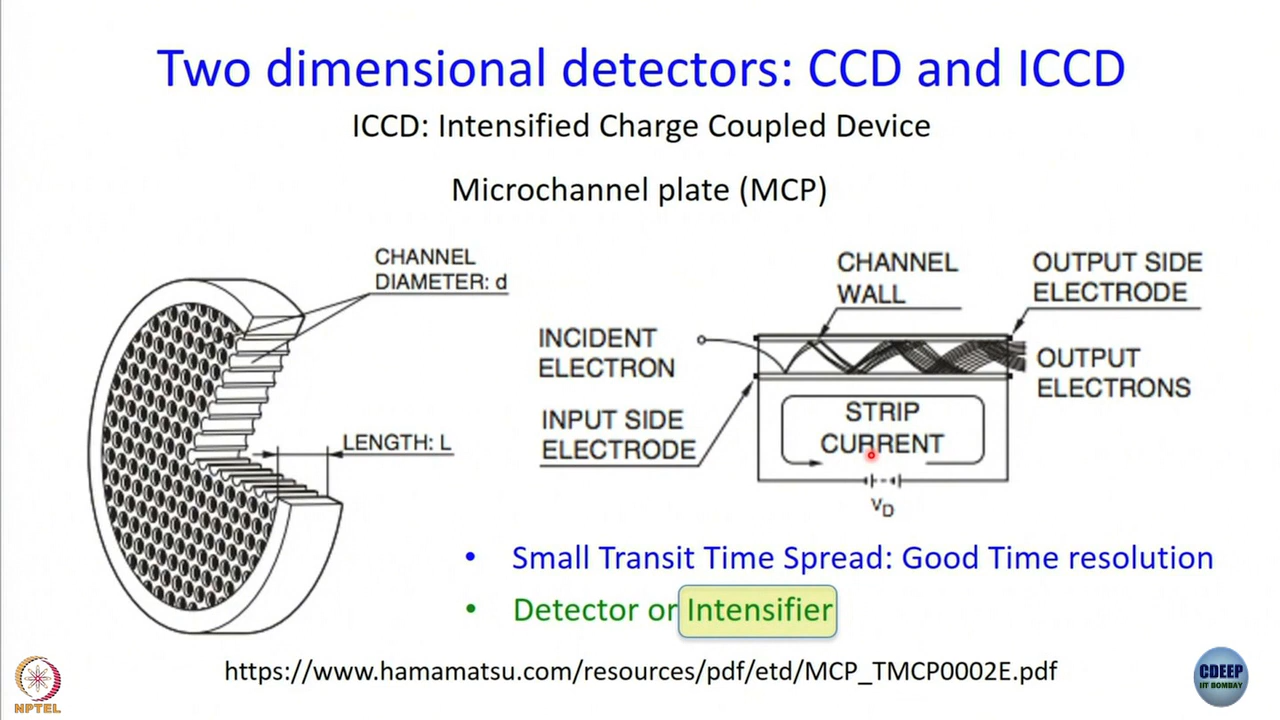 Two dimensional detectors: CCD and ICCD
ICCD: Intensified Charge Coupled Device
Microchannel plate (MCP)
CHANNEL
DIAMETER: d
LENGTH: L
CHANNEL
WALL
OUTPUT SIDE
ELECTRODE
INCIDENT
ELECTRON
OUTPUT
ELECTRONS
INPUT SIDE
ELECTRODE
STRIP
CURRENT
VD
• Small Transit Time Spread: Good Time resolution
• Detector or Intensifier
https://www.hamamatsu.com/resources/pdf/etd/MCP_TMCP0002E.pdf
NPTEL
CDEEP
IIT BOMBAY